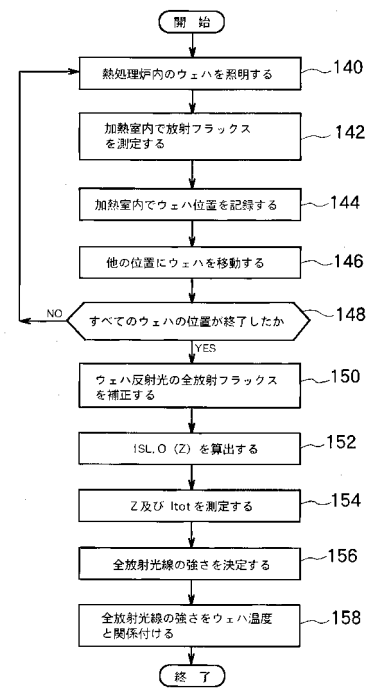 開 始
熱処理炉内のウェハを照明する
140
加熱室内で放射フラックス
を測定する
142
加熱室内でウェハ位置を記録する
144
他の位置にウェハを移動する
146
すべてのウェハの位置が終了したか
148
NO
YES
ウェハ反射光の全放射フラックス
を補正する
150
fSL,O (Z) を算出する
152
Z及び Itotを測定する
154
全放射光線の強さを決定する
156
全放射光線の強さをウェハ温度
と関係付ける
158
終 了